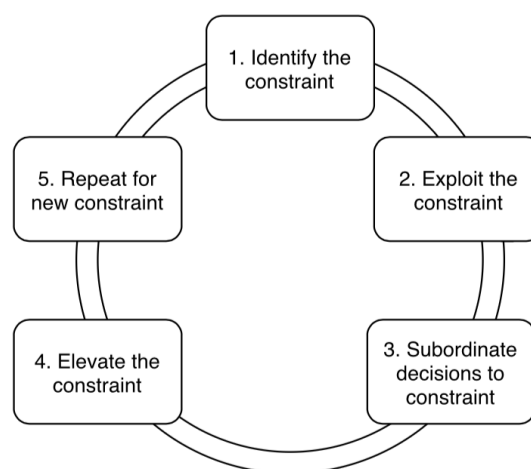 1. Identify the
constraint
2. Exploit the
constraint
3. Subordinate
decisions to
constraint
4. Elevate the
constraint
5. Repeat for
new constraint